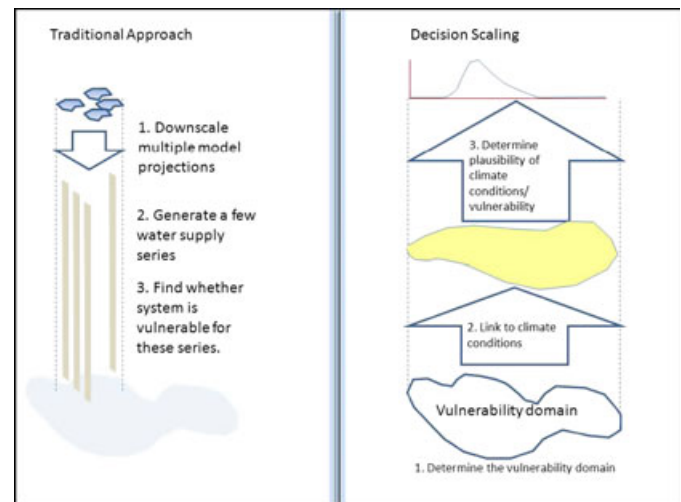 Traditional Approach
1. Downscale
multiple model
projections
2. Generate a few
water supply
series
3. Find whether
system is
vulnerable for
these series.
Decision Scaling
3. Determine
plausibility of
climate
conditions/
vulnerability
2. Link to climate
conditions
Vulnerability domain
1. Determine the vulnerability domain